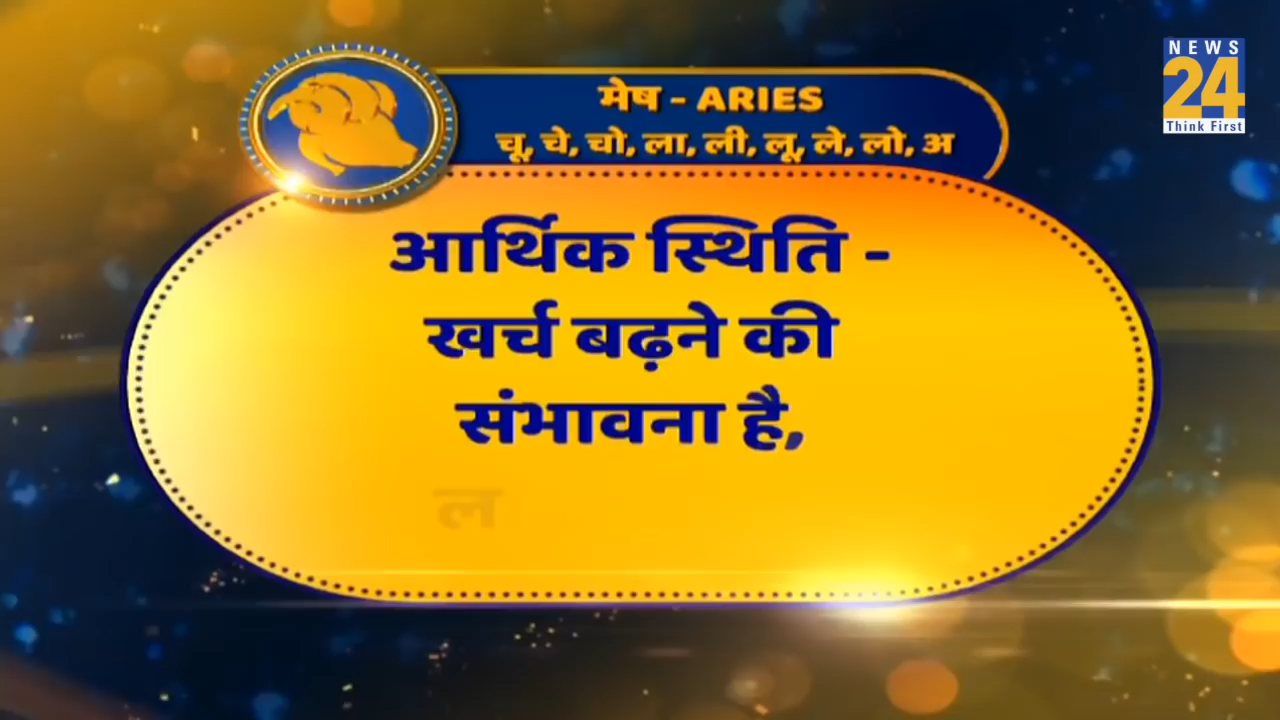 NEWS
24
Think First
मेष - ARIES
चू, चे, चो, ला, ली, लू, ले, लो, अ
आर्थिक स्थिति -
खर्च बढ़ने की
संभावना है,
ल